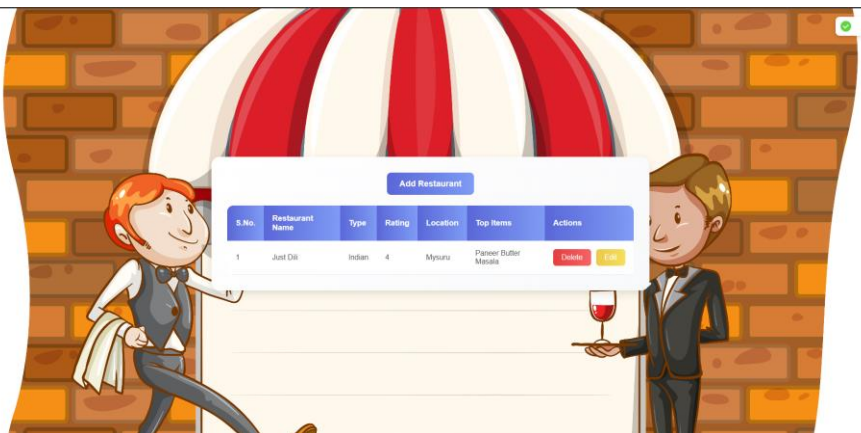 Add Restaurant
S.No. Restaurant Name Type Rating Location Top Items Actions
1 Just Dili Indian 4 Mysuru Paneer Butter Masala Delete Edit